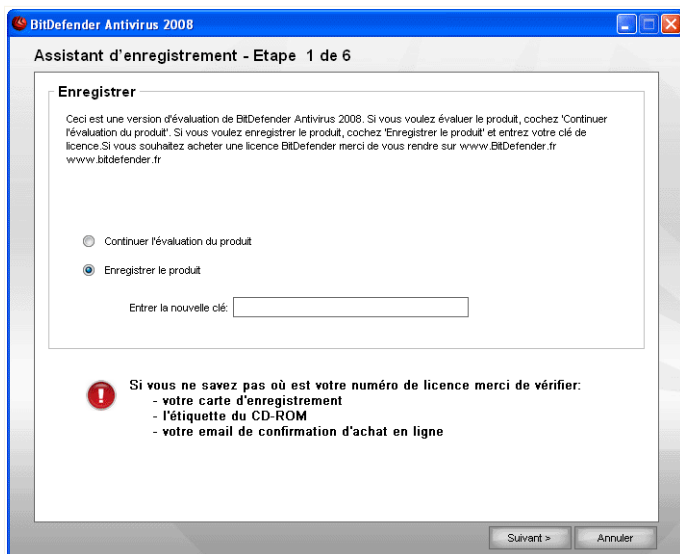 BitDefender Antivirus 2008
Assistant d'enregistrement - Etape 1 de 6
Enregistrer
Ceci est une version d'évaluation de BitDefender Antivirus 2008. Si vous voulez évaluer le produit, cochez 'Continuer
l'évaluation du produit'. Si vous voulez enregistrer le produit, cochez 'Enregistrer le produit' et entrez votre clé de
licence.Si vous souhaitez acheter une licence BitDefender merci de vous rendre sur www.BitDefender.fr
www.bitdefender.fr
Continuer l'évaluation du produit
Enregistrer le produit
Entrer la nouvelle clé:
Si vous ne savez pas où est votre numéro de licence merci de vérifier:
- votre carte d'enregistrement
- l'étiquette du CD-ROM
- votre email de confirmation d'achat en ligne
Suivant >
Annuler